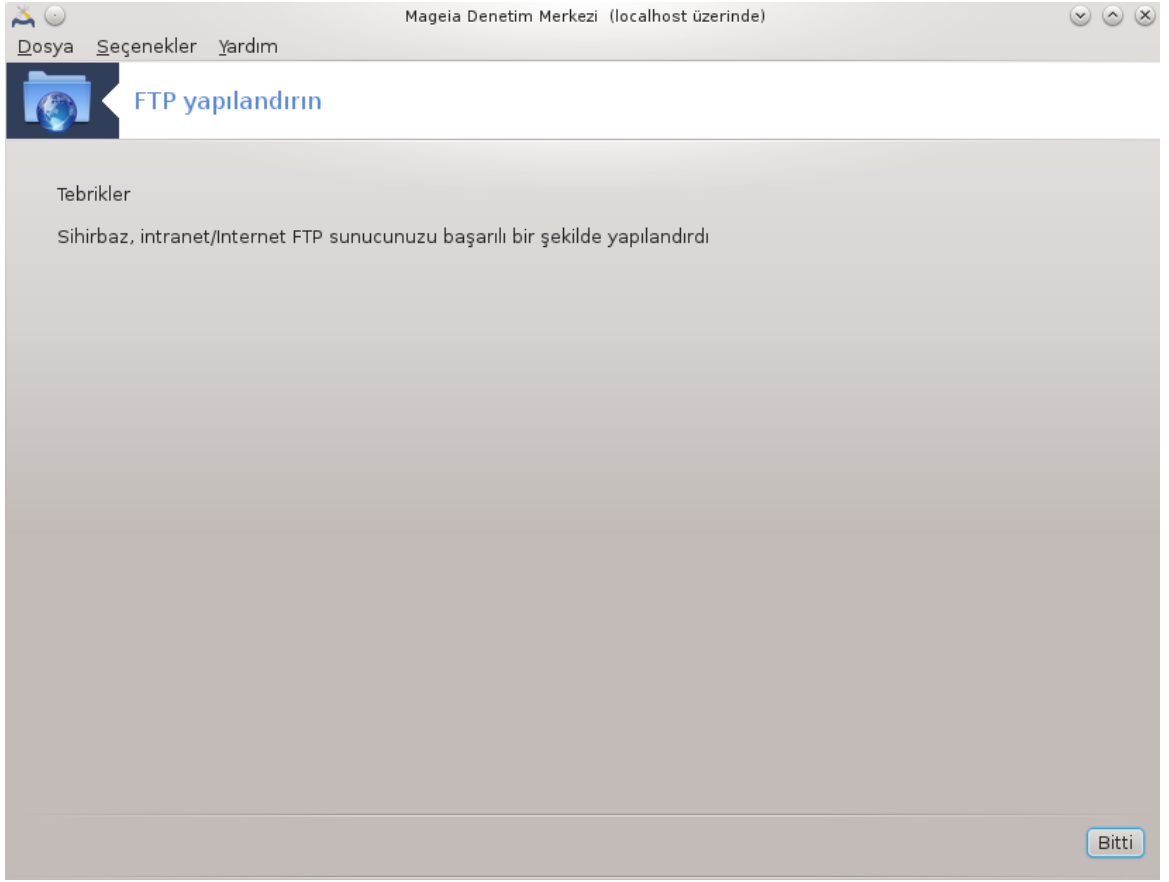 Mageia Denetim Merkezi (localhost üzerinde)
Dosya Seçenekler Yardım
FTP yapılandırın
Tebrikler
Sihirbaz, intranet/Internet FTP sunucunuzu başarılı bir şekilde yapılandırdı
Bitti